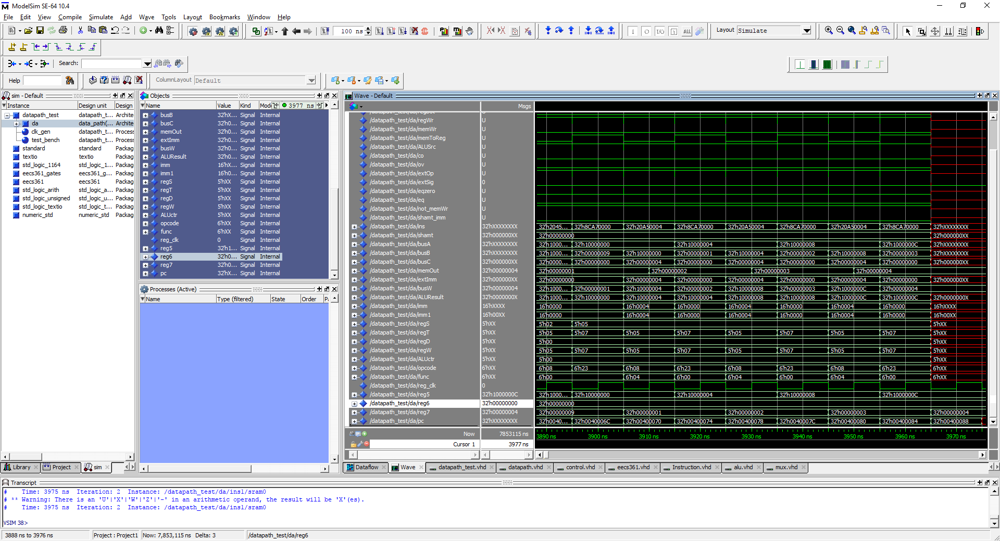 ModelSim SE-64 10.4
File Edit View Compile Simulate Add Wave Tools Layout Bookmarks Window Help
100 ns
Layout Simulate
Search:
Help
ColumnLayout Default
sim - Default
Instance Design unit Design
datapath_test datapath_t... Archite
da data_path(... Archite
clk_gen datapath_t... Process
test_bench datapath_t... Process
standard standard Packag
textio textio Packag
std_logic_1164 std_logic_1... Packag
eecs361_gates eecs361_g... Packag
eecs361 eecs361 Packag
std_logic_arith std_logic_a... Packag
std_logic_unsigned std_logic_u... Packag
std_logic_textio std_logic_t... Packag
numeric_std numeric_std Packag
Library Project sim
Objects
Name Value Kind Mode 3977 ns
busB 32'hX... Signal Internal
busC 32'h0... Signal Internal
memOut 32'h0... Signal Internal
extImm 32'h0... Signal Internal
busW 32'h0... Signal Internal
ALUResult 32'h0... Signal Internal
imm 16'hX... Signal Internal
imm1 16'h0... Signal Internal
regS 5'hXX Signal Internal
regT 5'hXX Signal Internal
regD 5'hXX Signal Internal
regW 5'hXX Signal Internal
ALUctr 5'hXX Signal Internal
opcode 6'hXX Signal Internal
func 6'hXX Signal Internal
reg_clk 0 Signal Internal
reg5 32'h1... Signal Internal
reg6 32'h0... Signal Internal
reg7 32'h0... Signal Internal
pc 32'hX... Signal Internal
Processes (Active)
Name Type (filtered) State Order Pa
Wave - Default
Msgs
/datapath_test/da/regDst U
/datapath_test/da/regWr U
/datapath_test/da/memWr U
/datapath_test/da/memToReg U
/datapath_test/da/ALUSrc U
/datapath_test/da/co U
/datapath_test/da/ov U
/datapath_test/da/extOp U
/datapath_test/da/extSig 0
/datapath_test/da/eqzero U
/datapath_test/da/eq U
/datapath_test/da/not_memWr U
/datapath_test/da/shamt_imm U
/datapath_test/da/ins 32'hXXXXXXXX 32'h2045... 32'h8CA70000 32'h20A50004 32'h8CA70000 32'h20A50004 32'h8CA70000 32'h20A50004 32'h8CA70000 32'hXXXXXXXX
/datapath_test/da/shamt 32'h000000XX 32'h00000000 32'h000000XX
/datapath_test/da/busA 32'hXXXXXXXX 32'h1000... 32'h10000000 32'h10000004 32'h10000008 32'h1000000C 32'hXXXXXXXX
/datapath_test/da/busB 32'hXXXXXXXX 32'h1000... 32'h00000009 32'h10000000 32'h00000001 32'h10000004 32'h00000002 32'h10000008 32'h00000003 32'hXXXXXXXX
/datapath_test/da/busC 32'h000000XX 32'h0000... 32'h00000000 32'h00000004 32'h00000000 32'h00000004 32'h00000000 32'h00000004 32'h00000000 32'h000000XX
/datapath_test/da/memOut 32'h00000004 32'h00000001 32'h00000002 32'h00000003 32'h00000004
/datapath_test/da/extImm 32'h000000XX 32'h00000000 32'h00000004 32'h00000000 32'h00000004 32'h00000000 32'h00000004 32'h00000000 32'h000000XX
/datapath_test/da/busW 32'h00000004 32'h1000... 32'h00000001 32'h10000004 32'h00000002 32'h10000008 32'h00000003 32'h1000000C 32'h00000004
/datapath_test/da/ALUResult 32'h0000000X 32'h1000... 32'h10000000 32'h10000004 32'h10000004 32'h10000008 32'h10000008 32'h1000000C 32'h1000000C 32'h0000000X
/datapath_test/da/imm 16'hXXXX 16'h0000 16'h0004 16'h0000 16'h0004 16'h0000 16'h0004 16'h0000 16'hXXXX
/datapath_test/da/imm1 16'h00XX 16'h0000 16'h0004 16'h0000 16'h0004 16'h0000 16'h0004 16'h0000 16'h00XX
/datapath_test/da/regS 5'hXX 5'h02 5'h05 5'hXX
/datapath_test/da/regT 5'hXX 5'h05 5'h07 5'h05 5'h07 5'h05 5'h07 5'h05 5'h07 5'hXX
/datapath_test/da/regD 5'hXX 5'h00 5'hXX
/datapath_test/da/regW 5'hXX 5'h05 5'h07 5'h05 5'h07 5'h05 5'h07 5'h05 5'h07 5'hXX
/datapath_test/da/ALUctr 5'hXX 5'h00 5'hXX
/datapath_test/da/opcode 6'hXX 6'h08 6'h23 6'h08 6'h23 6'h08 6'h23 6'h08 6'h23 6'hXX
/datapath_test/da/func 6'hXX 6'h00 6'h04 6'h00 6'h04 6'h00 6'h04 6'h00 6'hXX
/datapath_test/da/reg_clk 0
/datapath_test/da/reg5 32'h1000000C 32'h1000... 32'h10000000 32'h10000004 32'h10000008 32'h1000000C
/datapath_test/da/reg6 32'h00000000 32'h00000000
/datapath_test/da/reg7 32'h00000004 32'h00000009 32'h00000001 32'h00000002 32'h00000003 32'h00000004
/datapath_test/da/pc 32'hXXXXXXXX 32'h0040... 32'h0040006C 32'h00400070 32'h00400074 32'h00400078 32'h0040007C 32'h00400080 32'h00400084 32'h00400088
Now 7853115 ns 3890 ns 3900 ns 3910 ns 3920 ns 3930 ns 3940 ns 3950 ns 3960 ns 3970 ns
Cursor 1 3977 ns
Dataflow Wave datapath_test.vhd datapath.vhd control.vhd eecs361.vhd Instruction.vhd alu.vhd mux.vhd
Transcript
# Time: 3975 ns Iteration: 2 Instance: /datapath_test/da/ins1/sram0
# ** Warning: There is an 'U'|'X'|'W'|'Z'|'-' in an arithmetic operand, the result will be 'X'(es).
# Time: 3975 ns Iteration: 2 Instance: /datapath_test/da/ins1/sram0
VSIM 38>
3888 ns to 3976 ns Project : Project1 Now: 7,853,115 ns Delta: 3 /datapath_test/da/reg6